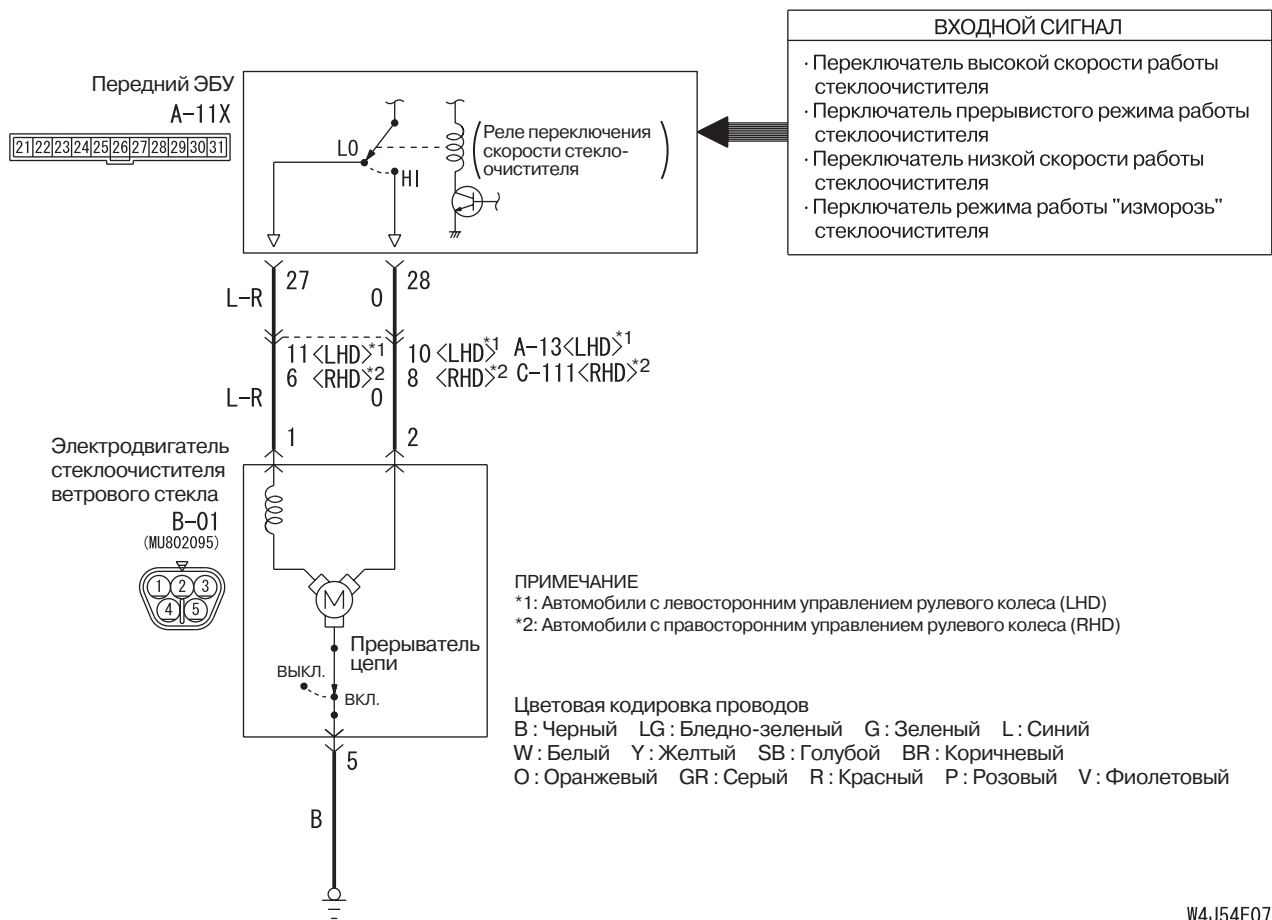 ВХОДНОЙ СИГНАЛ
· Переключатель высокой скорости работы
стеклоочистителя
· Перключатель прерывистого режима работы
стеклоочистителя
· Переключатель низкой скорости работы
стеклоочистителя
· Перключатель режима работы "изморозь"
стеклоочистителя
Передний ЭБУ
A-11X
21 22 23 24 25 26 27 28 29 30 31
LO
HI
Реле переключения
скорости стекло-
очистителя
27 28
L-R O
11 <LHD>*1 10 <LHD>*1 A-13<LHD>*1
6 <RHD>*2 8 <RHD>*2 C-111<RHD>*2
L-R O
1 2
Электродвигатель
стеклоочистителя
ветрового стекла
B-01
(MU802095)
1 2 3
4 5
M
Прерыватель
цепи
ВЫКЛ.
ВКЛ.
5
B
ПРИМЕЧАНИЕ
*1: Автомобили с левосторонним управлением рулевого колеса (LHD)
*2: Автомобили с правосторонним управлением рулевого колеса (RHD)
Цветовая кодировка проводов
B : Черный LG : Бледно-зеленый G : Зеленый L : Синий
W : Белый Y : Желтый SB : Голубой BR : Коричневый
O : Оранжевый GR : Серый R : Красный P : Розовый V : Фиолетовый
W4J54E07